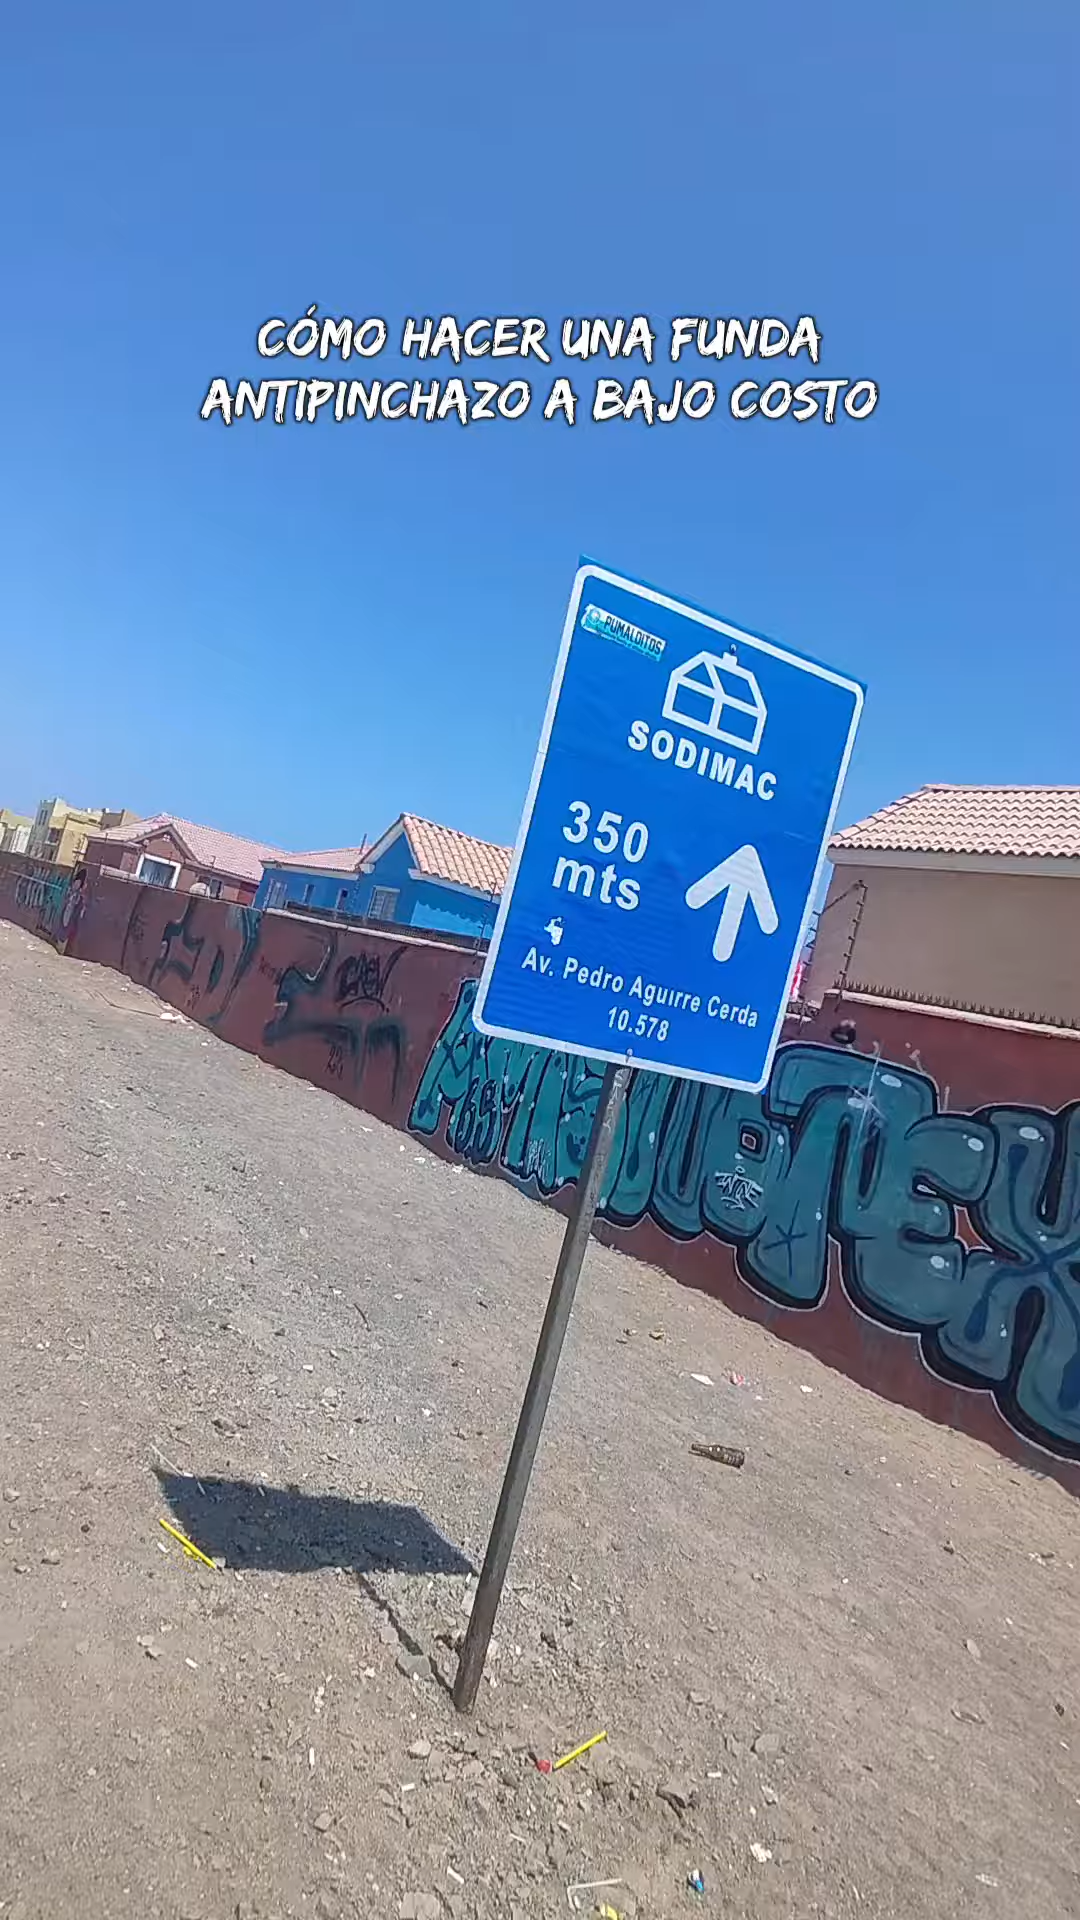 CÓMO HACER UNA FUNDA
ANTIPINCHAZO A BAJO COSTO
PUMALDITOS
SODIMAC
350
mts
Av. Pedro Aguirre Cerda
10.578